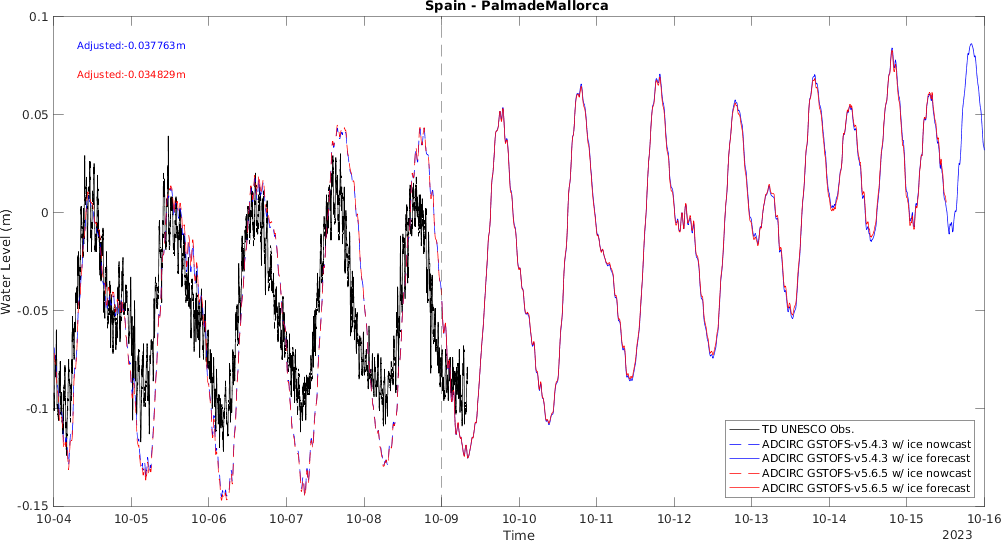 Spain - PalmadeMallorca
Adjusted:-0.037763m
Adjusted:-0.034829m
Water Level (m)
0.1
0.05
0
-0.05
-0.1
-0.15
TD UNESCO Obs.
ADCIRC GSTOFS-v5.4.3 w/ ice nowcast
ADCIRC GSTOFS-v5.4.3 w/ ice forecast
ADCIRC GSTOFS-v5.6.5 w/ ice nowcast
ADCIRC GSTOFS-v5.6.5 w/ ice forecast
10-04 10-05 10-06 10-07 10-08 10-09 10-10 10-11 10-12 10-13 10-14 10-15 10-16
Time
2023